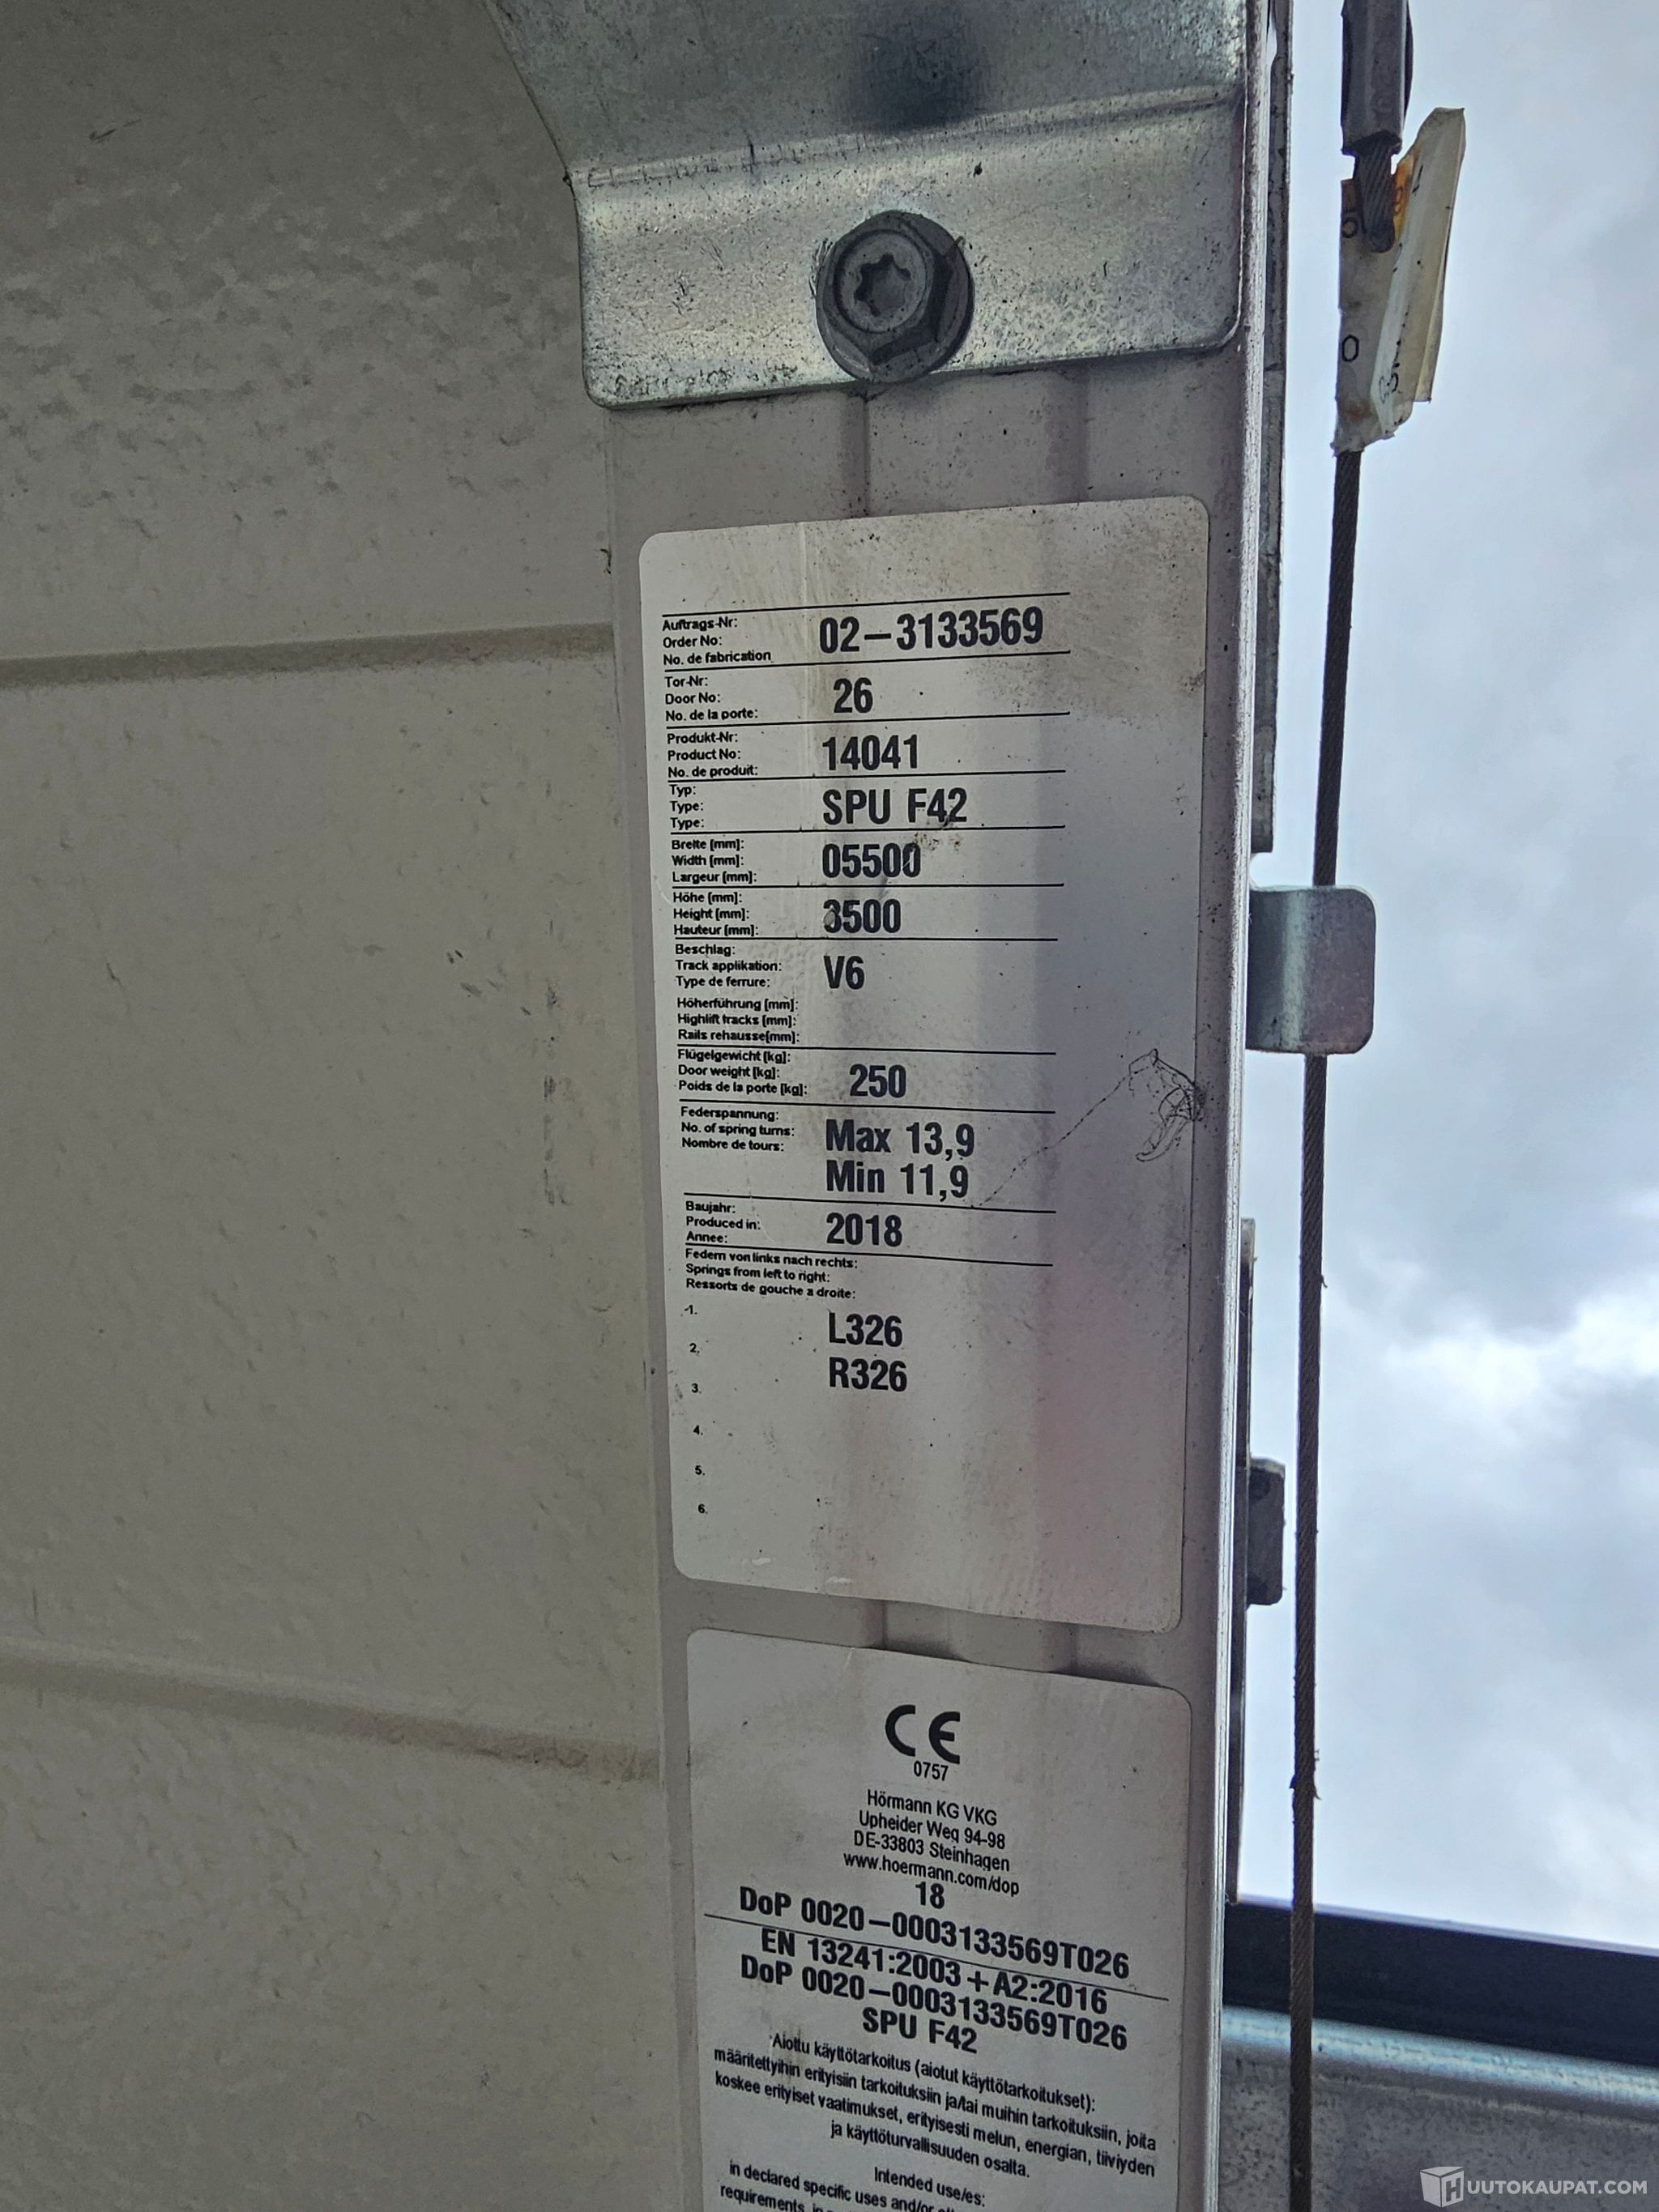 5
0
Auftrags-Nr:
Order No:
No. de fabrication
02-3133569
Tor-Nr:
Door No:
No. de la porte:
26
Produkt-Nr:
Product No:
No. de produit:
14041
Typ:
Type:
Type:
SPU F42
Breite [mm]:
Width [mm]:
Largeur [mm]:
05500
Höhe [mm]:
Height [mm]:
Hauteur [mm]:
3500
Beschlag:
Track applikation:
Type de ferrure:
V6
Höherführung [mm]:
Highlift tracks [mm]:
Rails rehausse[mm]:
Flügelgewicht [kg]:
Door weight [kg]:
Poids de la porte [kg]:
250
Federspannung:
No. of spring turns:
Nombre de tours:
Max 13,9
Min 11,9
Baujahr:
Produced in:
Annee:
2018
Federn von links nach rechts:
Springs from left to right:
Ressorts de gouche a droite:
1.
L326
2.
R326
3.
4.
5.
6.
CE
0757
Hörmann KG VKG
Upheider Weg 94-98
DE-33803 Steinhagen
www.hoermann.com/dop
18
DoP 0020-0003133569T026
EN 13241:2003+A2:2016
DoP 0020-0003133569T026
SPU F42
Aiottu käyttötarkoitus (aiotut käyttötarkoitukset):
määritettyihin erityisiin tarkoituksiin ja/tai muihin tarkoituksiin, joita
koskee erityiset vaatimukset, erityisesti melun, energian, tiiviyden
ja käyttöturvallisuuden osalta.
Intended use/es:
in declared specific uses and/or
requirements,
HUUTOKAUPAT.COM